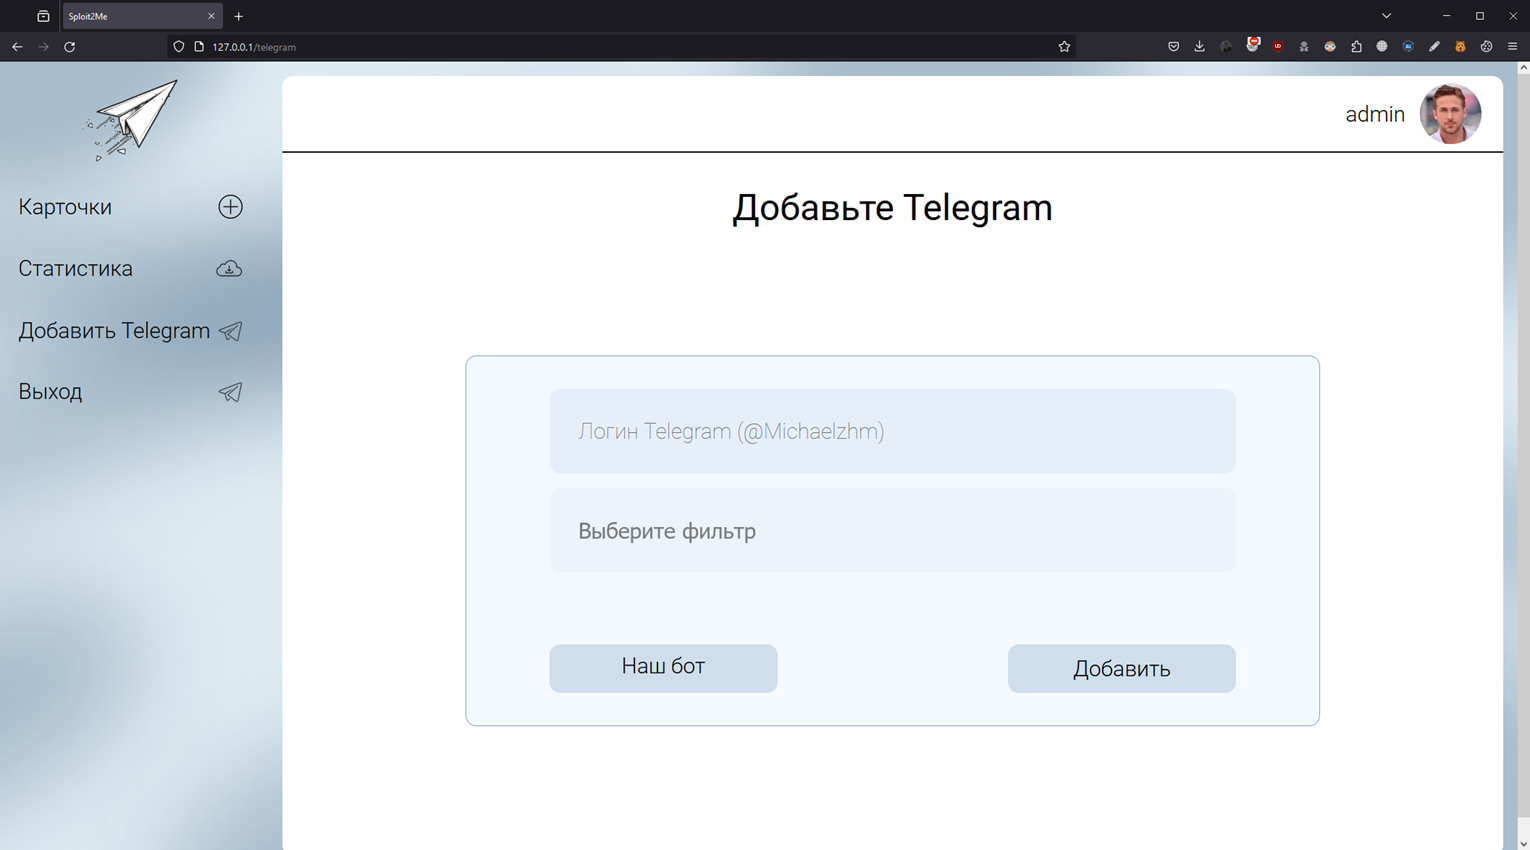 Sploit2Me
127.0.0.1/telegram
admin
Карточки
Статистика
Добавить Telegram
Выход
Добавьте Telegram
Логин Telegram (@Michaelzhm)
Выберите фильтр
Наш бот
Добавить